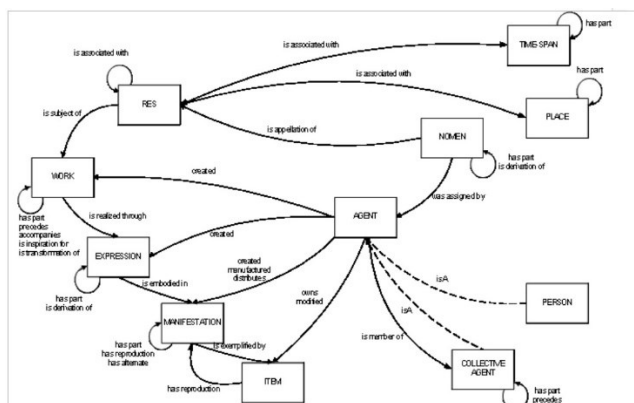 has part
is associated with
TIME-SPAN
is associated with
has part
RES
is associated with
is subject of
PLACE
is appellation of
NOMEN
has part
is derivation of
WORK
created
was assigned by
has part
precedes
accompanies
is inspiration for
is transformation of
is realized through
AGENT
created
EXPRESSION
created
manufactured
distributes
has part
is derivation of
is embodied in
owns
modified
isA
isA
PERSON
MANIFESTATION
has part
has reproduction
has alternate
is exemplified by
is member of
has reproduction
ITEM
COLLECTIVE
AGENT
has part
precedes